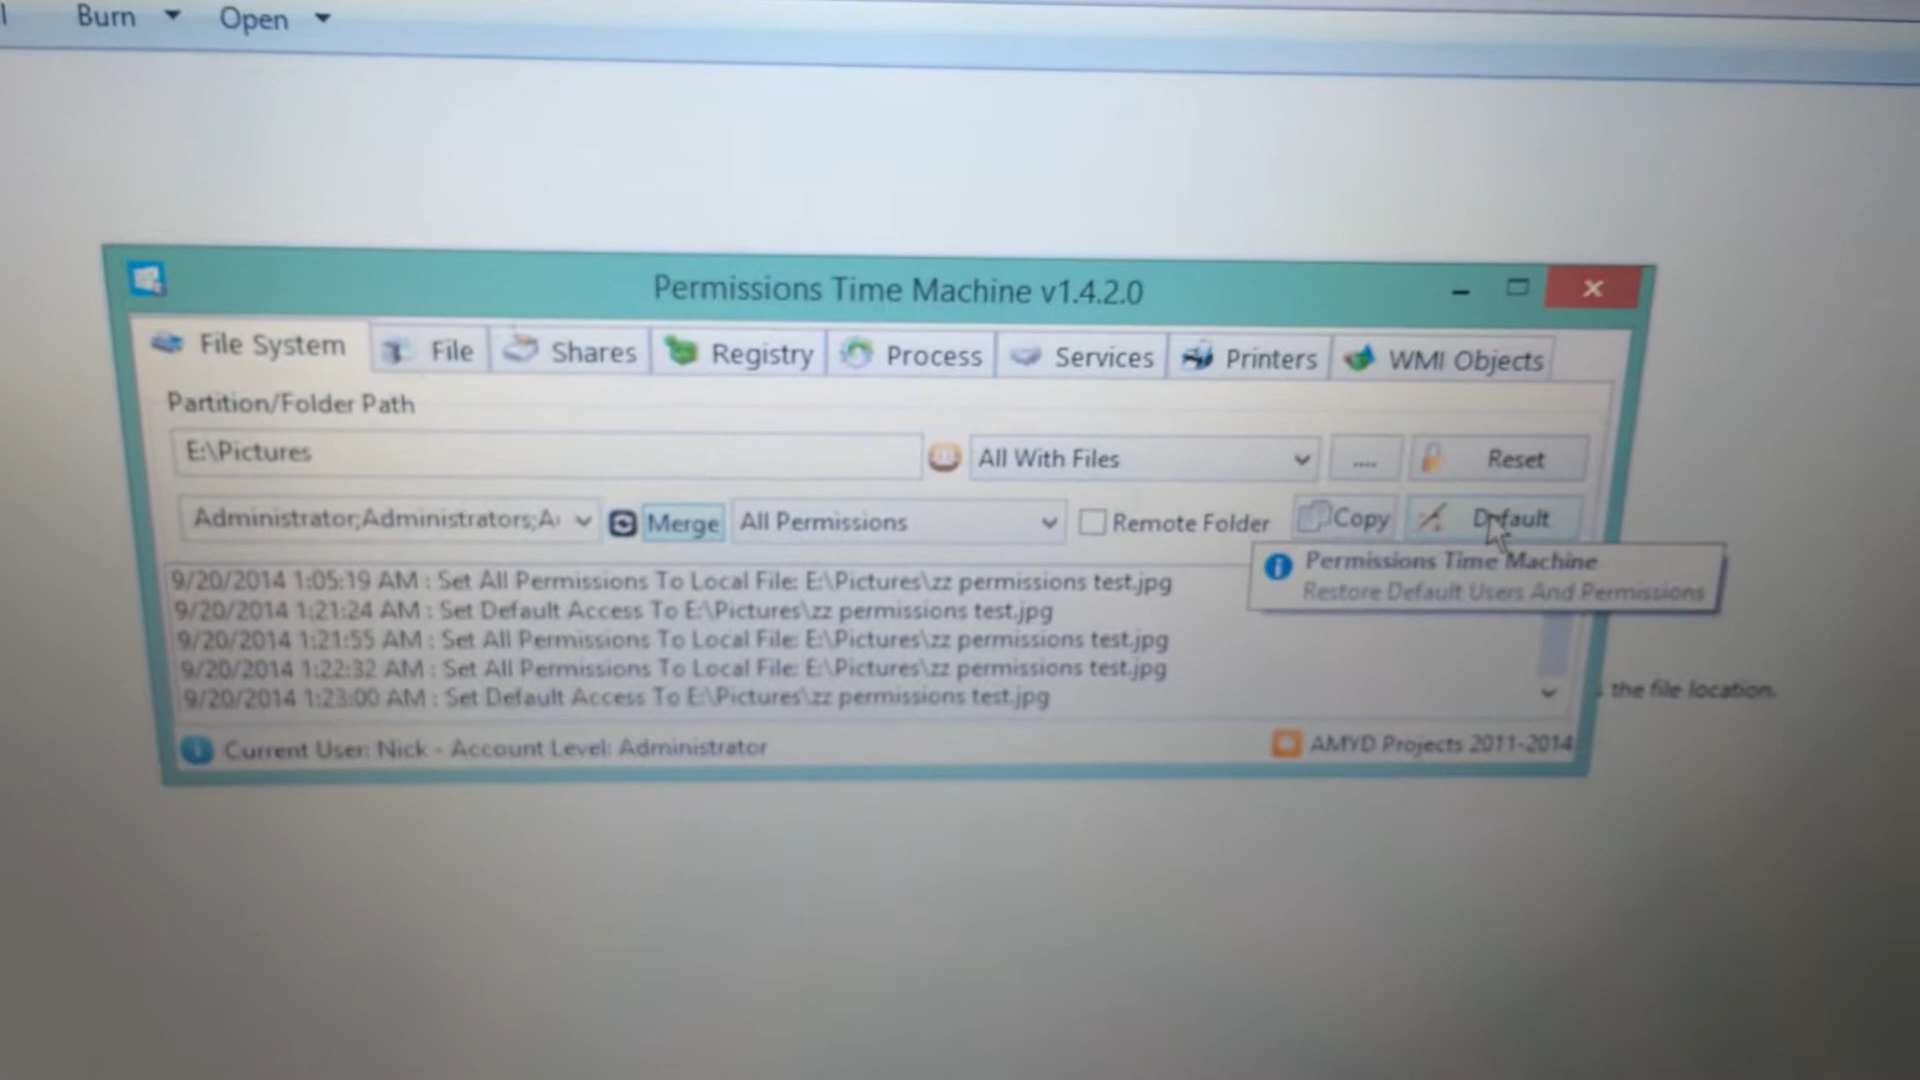 Burn Open
Permissions Time Machine v1.4.2.0
File System File Shares Registry Process Services Printers WMI Objects
Partition/Folder Path
E:\Pictures All With Files .... Reset
Administrator;Administrators; Merge All Permissions Remote Folder Copy Default
Permissions Time Machine
Restore Default Users And Permissions
9/20/2014 1:05:19 AM : Set All Permissions To Local File: E:\Pictures\zz permissions test.jpg
9/20/2014 1:21:24 AM : Set Default Access To E:\Pictures\zz permissions test.jpg
9/20/2014 1:21:55 AM : Set All Permissions To Local File: E:\Pictures\zz permissions test.jpg
9/20/2014 1:22:32 AM : Set All Permissions To Local File: E:\Pictures\zz permissions test.jpg
9/20/2014 1:23:00 AM : Set Default Access To E:\Pictures\zz permissions test.jpg
the file location.
Current User: Nick - Account Level: Administrator AMYD Projects 2011-2014